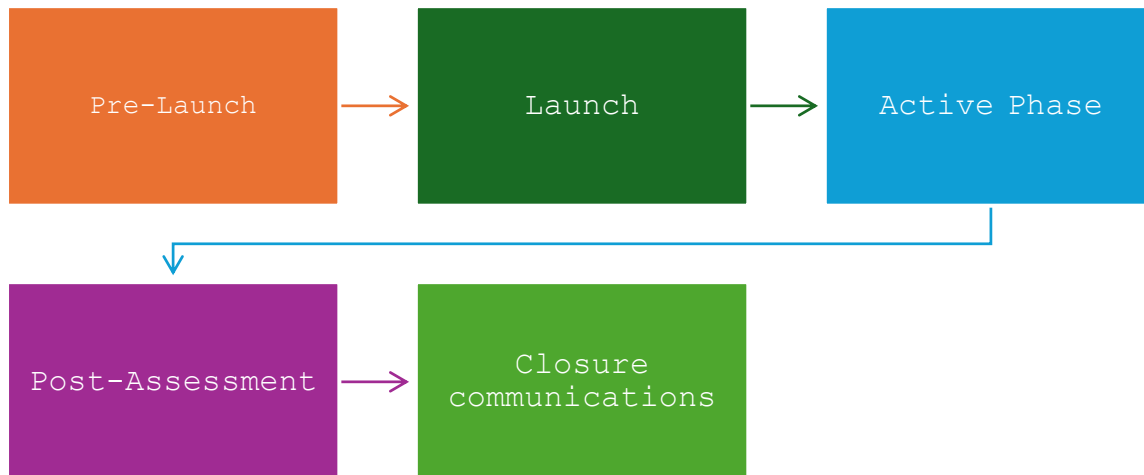 Pre-Launch
Launch
Active Phase
Post-Assessment
Closure
communications